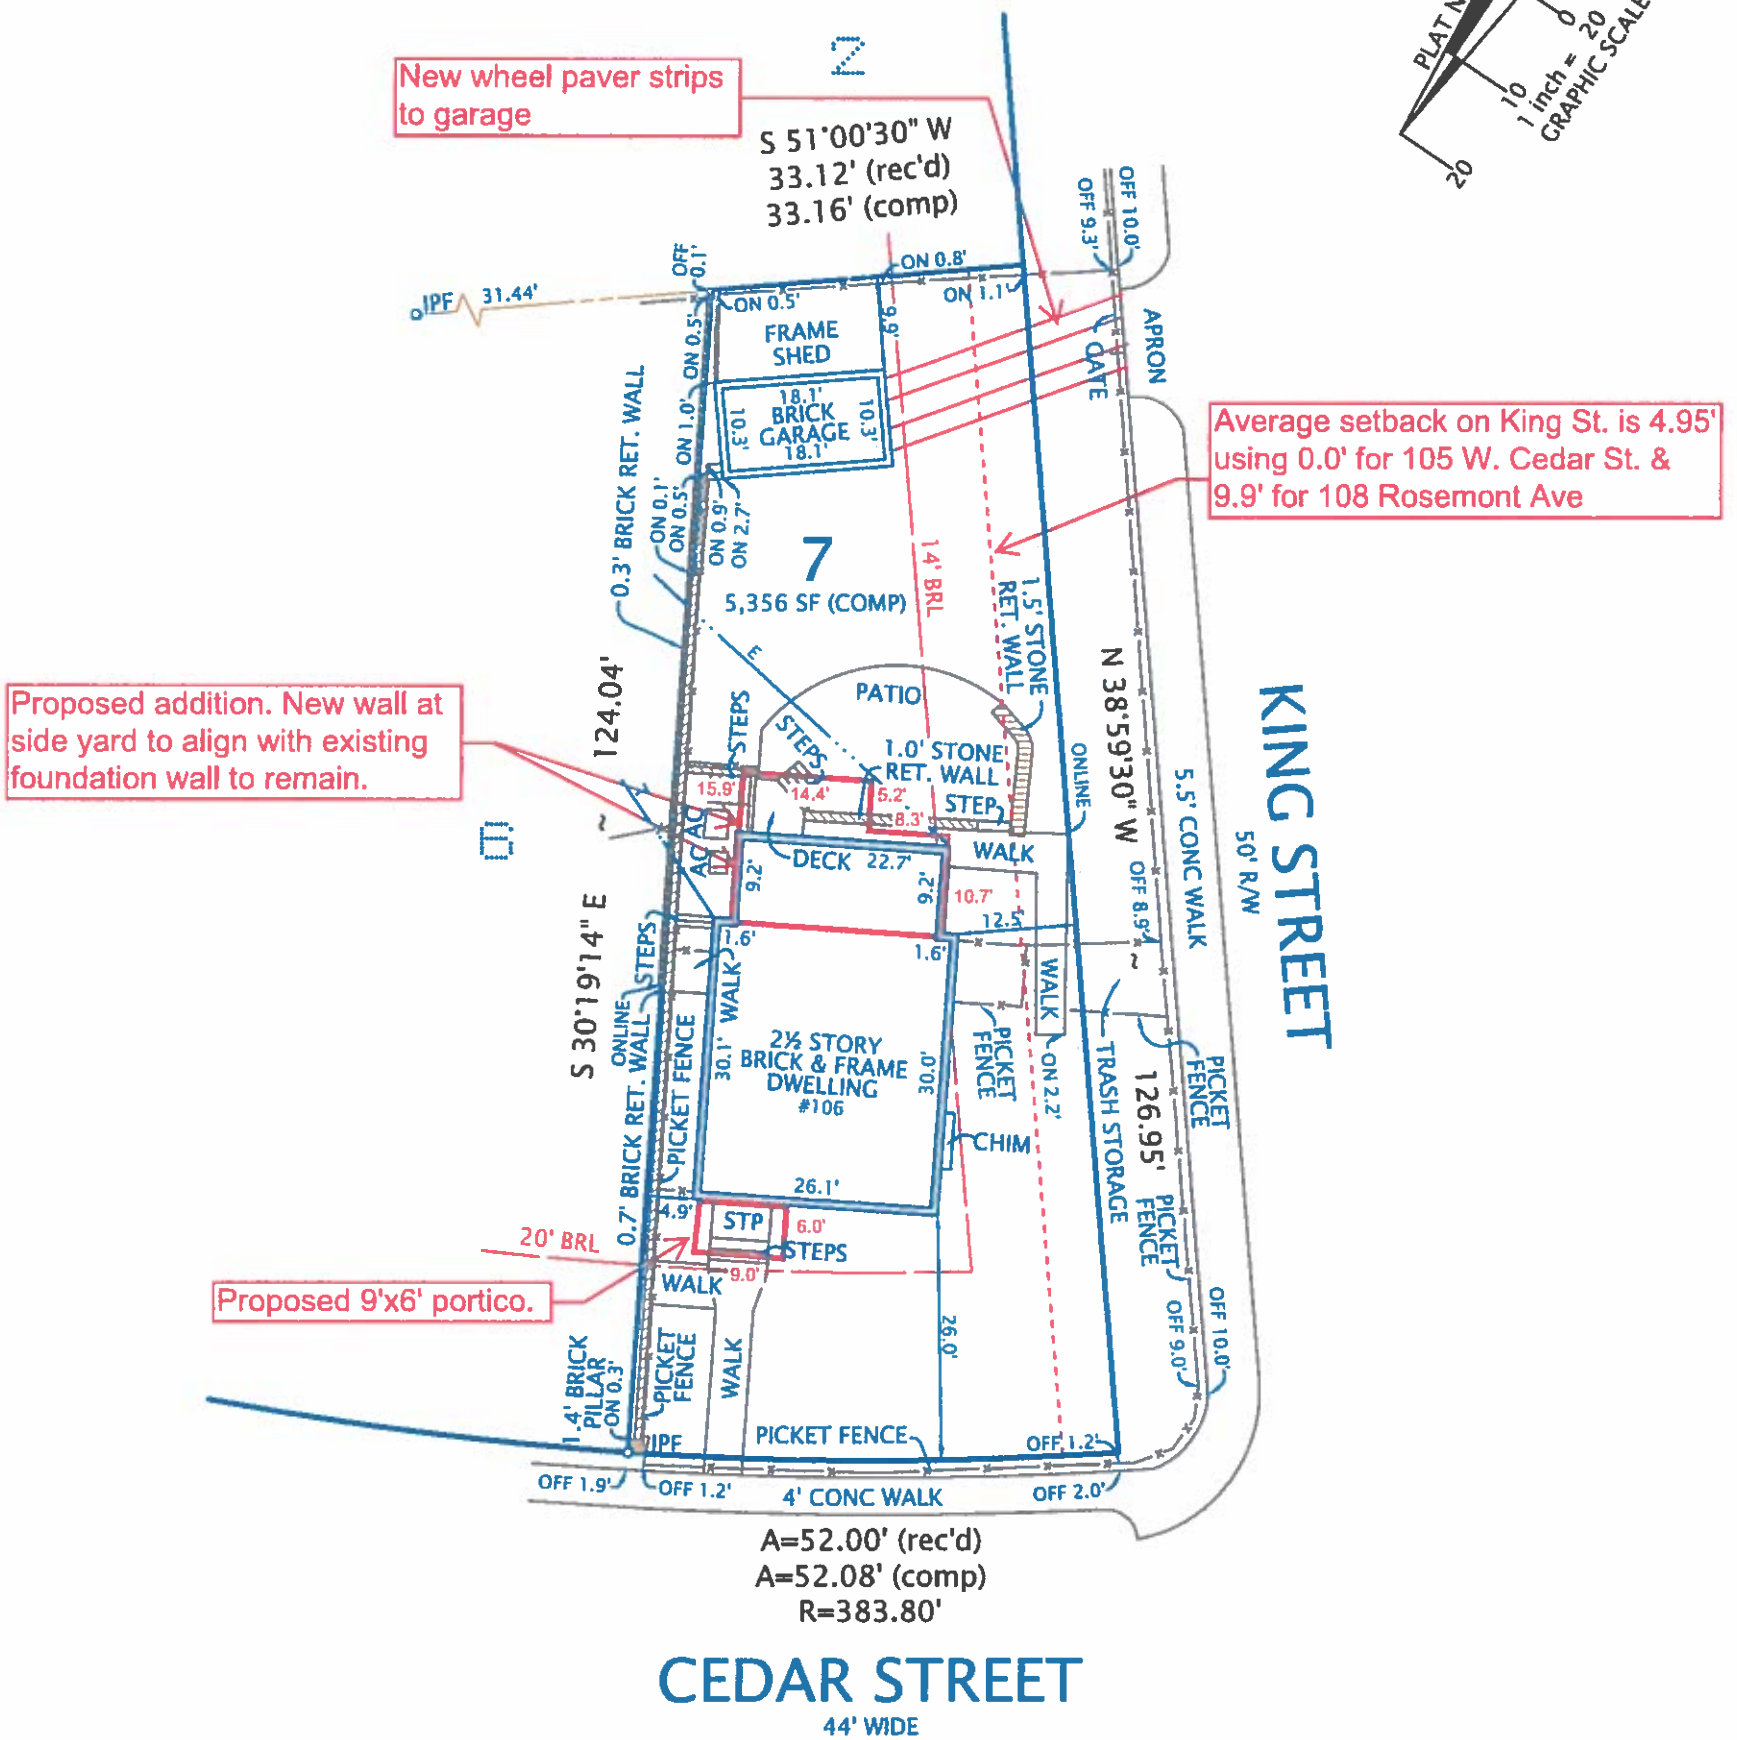 PLAT N
0
10
20
20
1 inch = 20
GRAPHIC SCALE
New wheel paver strips
to garage
2
S 51°00'30" W
33.12' (rec'd)
33.16' (comp)
OFF 9.3'
OFF 10.0'
OFF
0.1'
ON 0.8'
IPF
31.44'
ON 0.5'
ON 1.1'
FRAME
SHED
9.9'
ON 0.5'
APRON
GATE
18.1'
BRICK
GARAGE
18.1'
10.3'
10.3'
0.3' BRICK RET. WALL
ON 1.0'
Average setback on King St. is 4.95'
using 0.0' for 105 W. Cedar St. &
9.9' for 108 Rosemont Ave
ON 0.1'
ON 0.5'
ON 0.9'
ON 2.7'
7
5,356 SF (COMP)
14' BRL
1.5' STONE
RET. WALL
E
124.04'
N 38°59'30" W
KING STREET
50' R/W
5.5' CONC WALK
Proposed addition. New wall at
side yard to align with existing
foundation wall to remain.
PATIO
STEPS
STEPS
1.0' STONE
RET. WALL
ONLINE
15.9'
14.4'
5.2'
8.3'
STEP
AC
AC
6
~
DECK
22.7'
WALK
9.2'
9.2'
10.7'
12.5'
OFF 8.9'
~
S 30°19'14" E
STEPS
1.6'
1.6'
WALK
WALK
ONLINE
30.1'
2½ STORY
BRICK & FRAME
DWELLING
#106
30.0'
PICKET
FENCE
ON 2.2'
TRASH STORAGE
126.95'
PICKET
FENCE
0.7' BRICK RET. WALL
PICKET FENCE
CHIM
26.1'
4.9'
STP
6.0'
STEPS
PICKET
FENCE
20' BRL
9.0'
WALK
Proposed 9'x6' portico.
26.0'
OFF 9.0'
OFF 10.0'
1.4' BRICK
PILLAR
ON 0.3'
PICKET
FENCE
WALK
IPF
PICKET FENCE
OFF 1.2'
OFF 1.9'
OFF 1.2'
4' CONC WALK
OFF 2.0'
A=52.00' (rec'd)
A=52.08' (comp)
R=383.80'
CEDAR STREET
44' WIDE